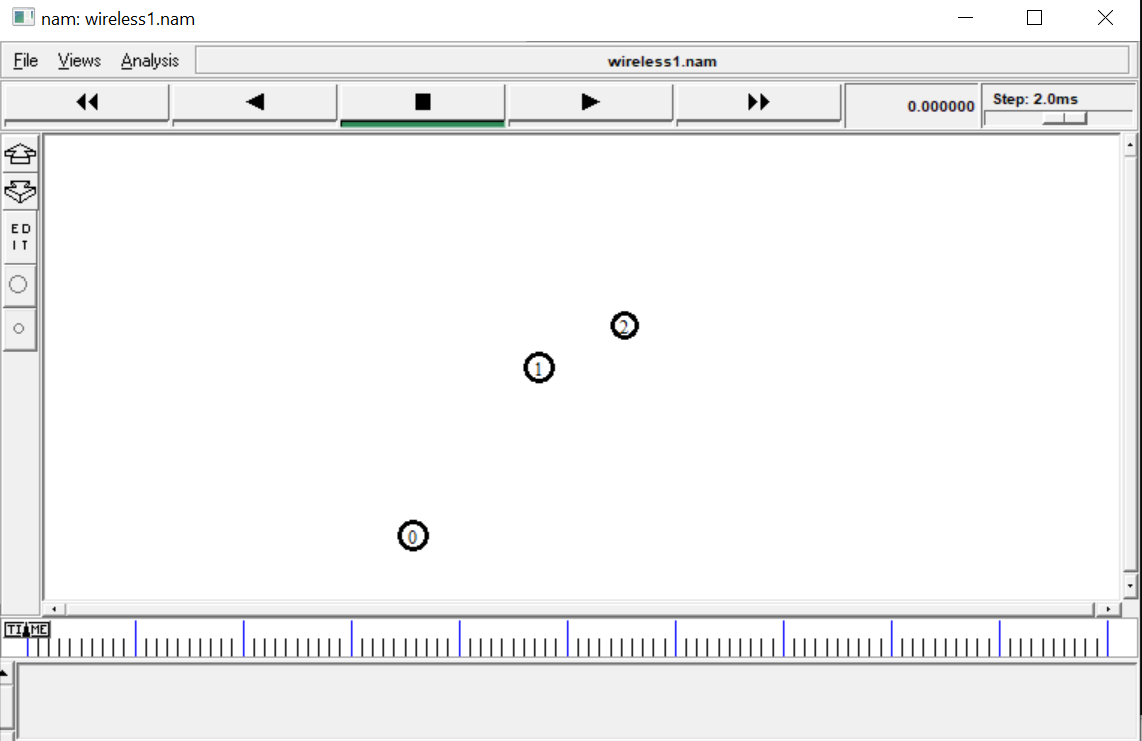 nam: wireless1.nam
File Views Analysis wireless1.nam
0.000000 Step: 2.0ms
ED
IT
2
1
0
TIME